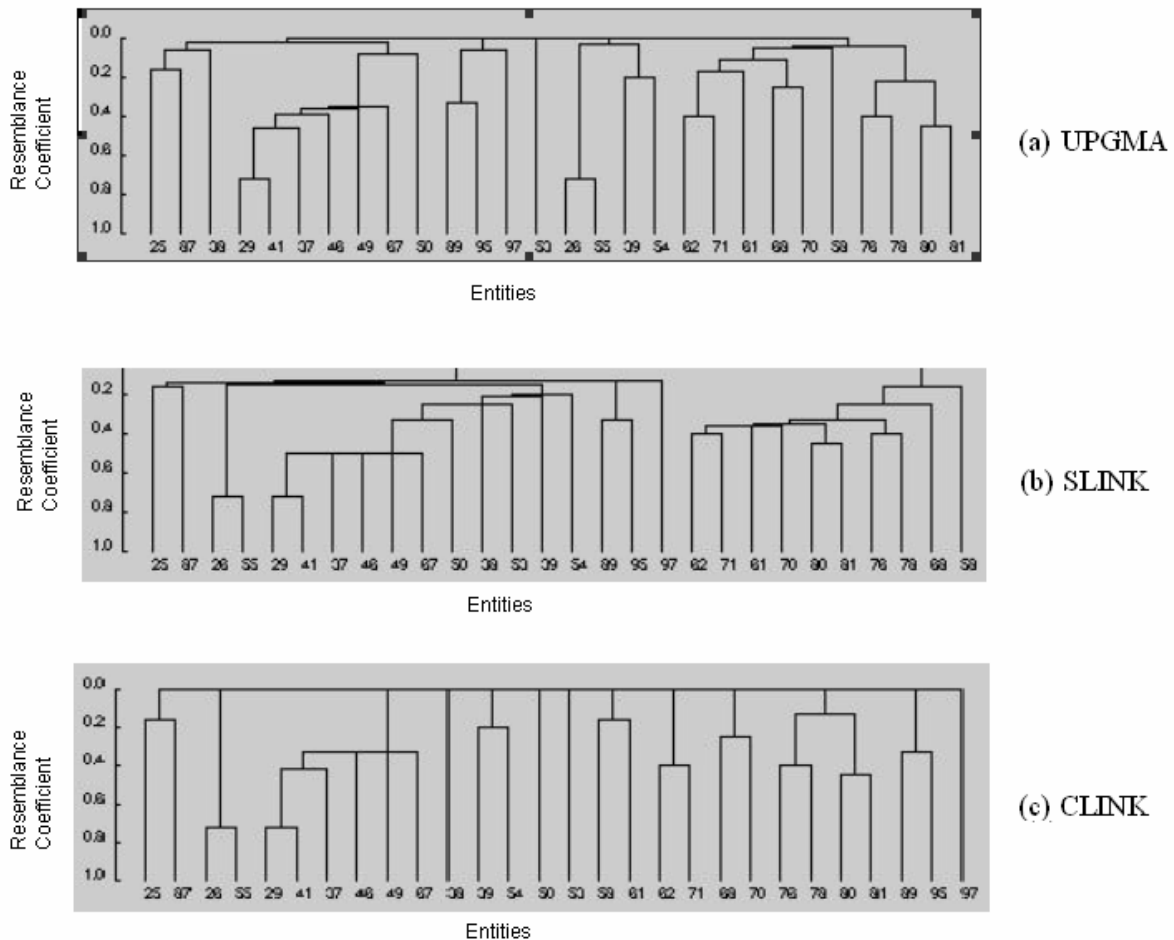 0.0
0.2
0.4
0.6
0.8
1.0
Resemblance
Coefficient
25 87 38 29 41 37 46 49 67 50 89 95 97 53 26 55 39 54 62 71 61 68 70 58 76 78 80 81
Entities
(a) UPGMA
0.2
0.4
0.6
0.8
1.0
Resemblance
Coefficient
25 87 26 55 29 41 37 46 49 67 50 38 53 39 54 89 95 97 62 71 61 70 80 81 76 78 68 58
Entities
(b) SLINK
0.0
0.2
0.4
0.6
0.8
1.0
Resemblance
Coefficient
25 87 26 55 29 41 37 46 49 67 38 39 54 50 53 58 61 62 71 68 70 76 78 80 81 89 95 97
Entities
(c) CLINK